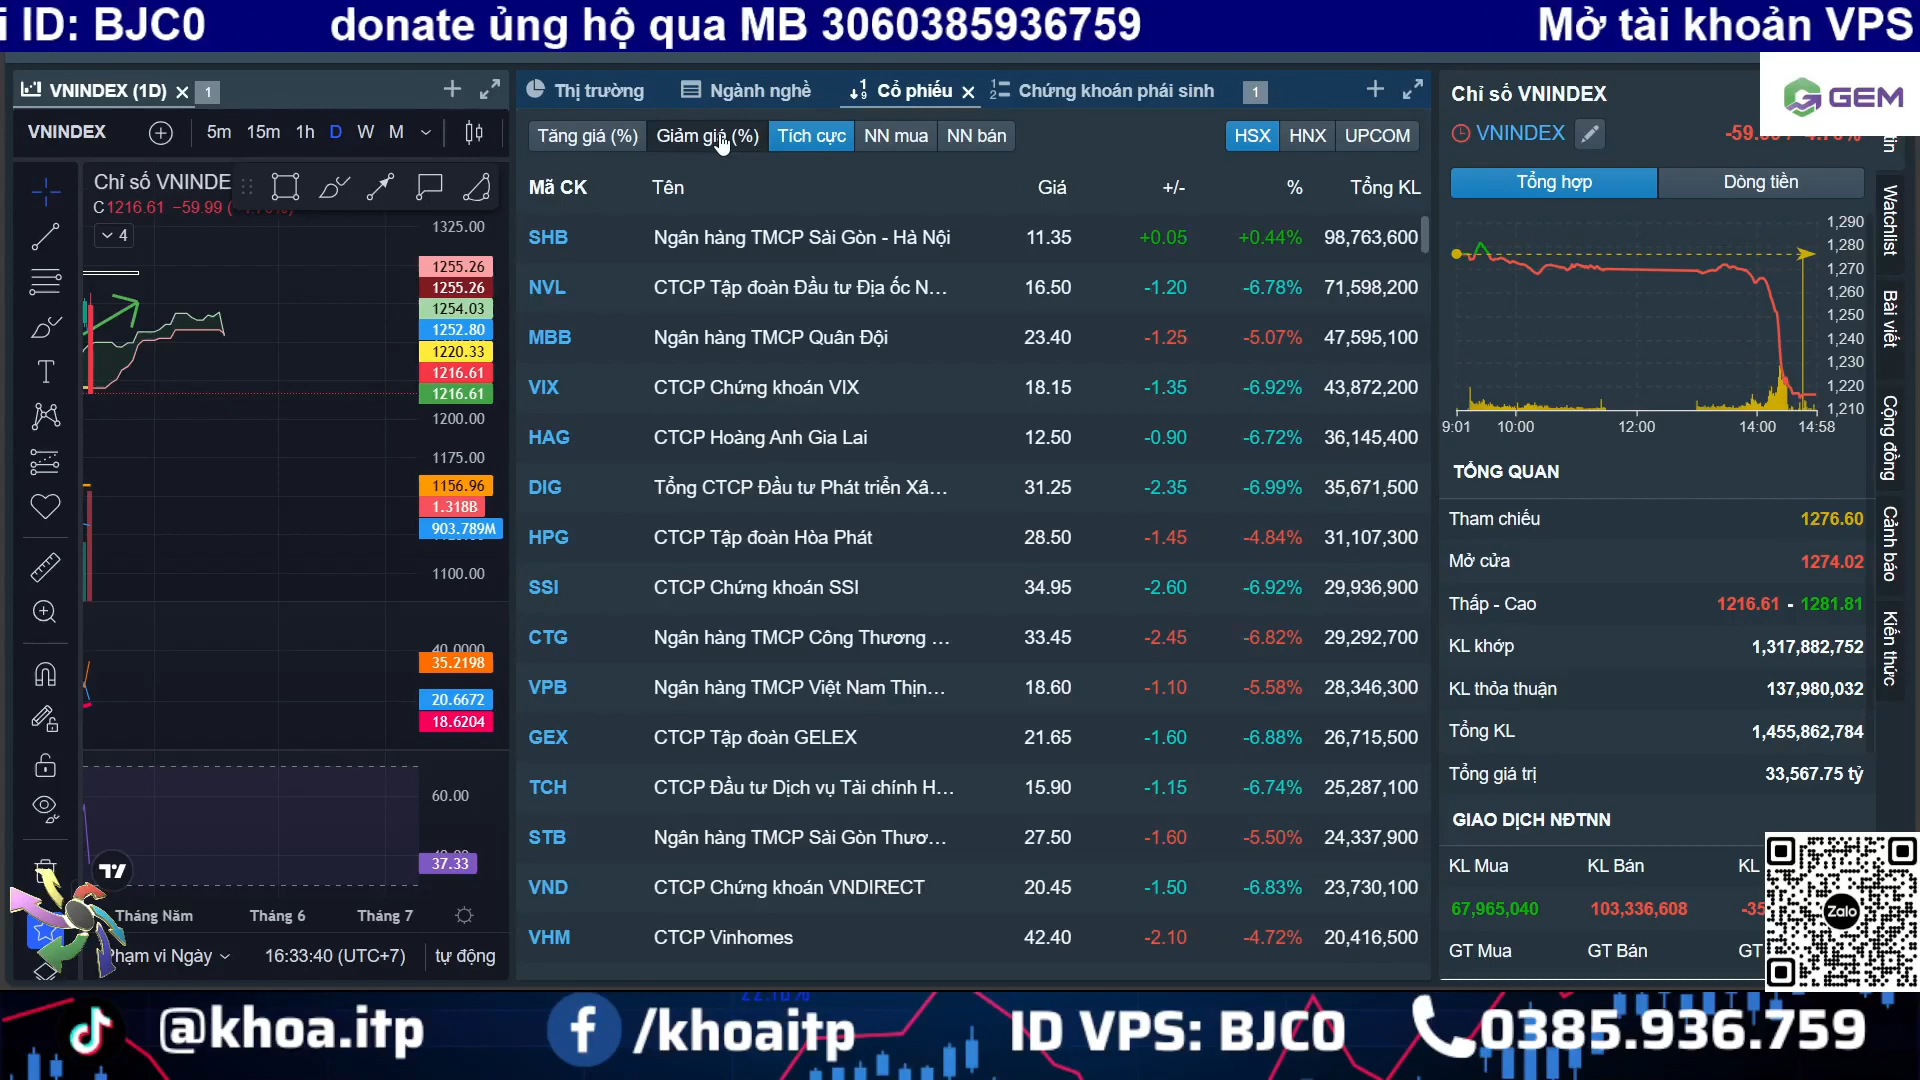 i ID: BJC0 donate ủng hộ qua MB 3060385936759 Mở tài khoản VPS
GEM
VNINDEX (1D) 1
VNINDEX 5m 15m 1h D W M
Chỉ số VNINDE
C1216.61 −59.99
4
1325.00
1255.26
1255.26
1254.03
1252.80
1220.33
1216.61
1216.61
1200.00
1175.00
1156.96
1.318B
903.789M
1100.00
35.2198
20.6672
18.6204
60.00
37.33
Tháng Năm Tháng 6 Tháng 7
Phạm vi Ngày 16:33:40 (UTC+7) tự động
Thị trường Ngành nghề Cổ phiếu Chứng khoán phái sinh 1
Tăng giá (%) Giảm giá (%) Tích cực NN mua NN bán HSX HNX UPCOM
Mã CK Tên Giá +/- % Tổng KL
SHB Ngân hàng TMCP Sài Gòn - Hà Nội 11.35 +0.05 +0.44% 98,763,600
NVL CTCP Tập đoàn Đầu tư Địa ốc N... 16.50 -1.20 -6.78% 71,598,200
MBB Ngân hàng TMCP Quân Đội 23.40 -1.25 -5.07% 47,595,100
VIX CTCP Chứng khoán VIX 18.15 -1.35 -6.92% 43,872,200
HAG CTCP Hoàng Anh Gia Lai 12.50 -0.90 -6.72% 36,145,400
DIG Tổng CTCP Đầu tư Phát triển Xâ... 31.25 -2.35 -6.99% 35,671,500
HPG CTCP Tập đoàn Hòa Phát 28.50 -1.45 -4.84% 31,107,300
SSI CTCP Chứng khoán SSI 34.95 -2.60 -6.92% 29,936,900
CTG Ngân hàng TMCP Công Thương ... 33.45 -2.45 -6.82% 29,292,700
VPB Ngân hàng TMCP Việt Nam Thịn... 18.60 -1.10 -5.58% 28,346,300
GEX CTCP Tập đoàn GELEX 21.65 -1.60 -6.88% 26,715,500
TCH CTCP Đầu tư Dịch vụ Tài chính H... 15.90 -1.15 -6.74% 25,287,100
STB Ngân hàng TMCP Sài Gòn Thươ... 27.50 -1.60 -5.50% 24,337,900
VND CTCP Chứng khoán VNDIRECT 20.45 -1.50 -6.83% 23,730,100
VHM CTCP Vinhomes 42.40 -2.10 -4.72% 20,416,500
Chỉ số VNINDEX
VNINDEX
Tổng hợp Dòng tiền
1,290
1,280
1,270
1,260
1,250
1,240
1,230
1,220
1,210
9:01 10:00 12:00 14:00 14:58
TỔNG QUAN
Tham chiếu 1276.60
Mở cửa 1274.02
Thấp - Cao 1216.61 - 1281.81
KL khớp 1,317,882,752
KL thỏa thuận 137,980,032
Tổng KL 1,455,862,784
Tổng giá trị 33,567.75 tỷ
GIAO DỊCH NĐTNN
KL Mua KL Bán KL
67,965,040 103,336,608 -35
GT Mua GT Bán GT
Watchlist
Bài viết
Cộng đồng
Cảnh báo
Kiến thức
Zalo
@khoa.itp /khoaitp ID VPS: BJC0 0385.936.759